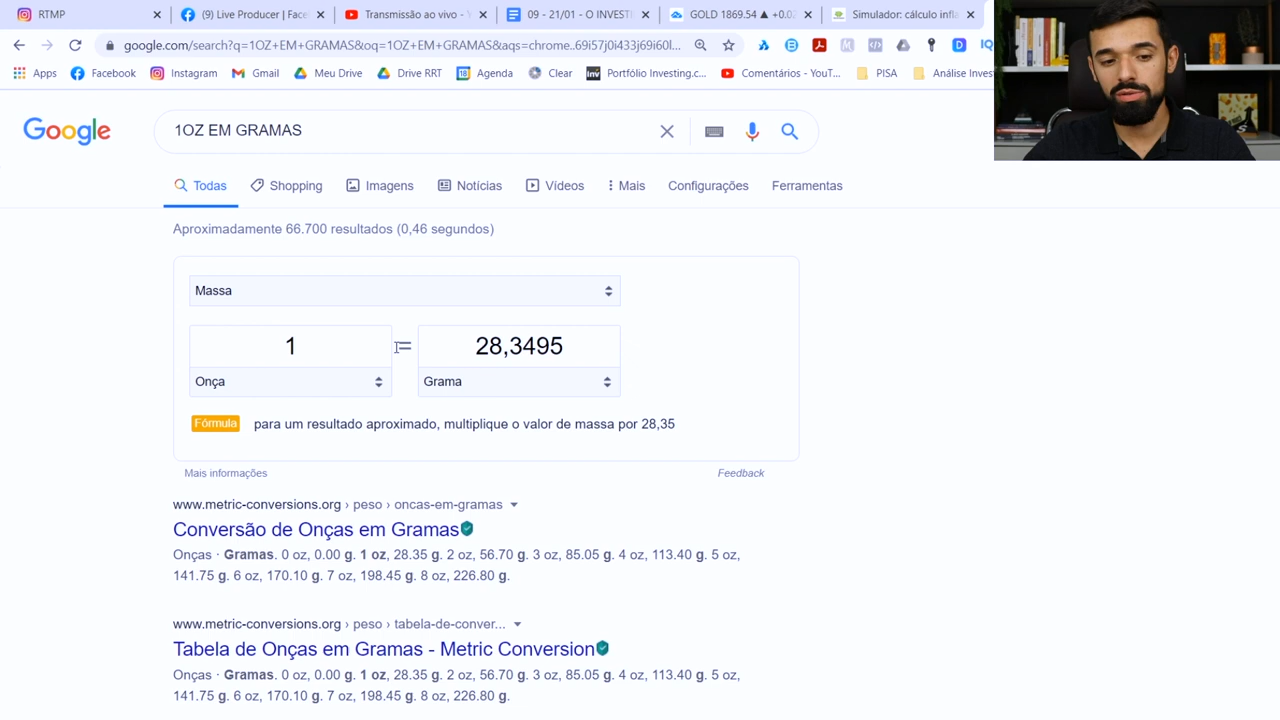 RTMP
(9) Live Producer | Face
Transmissão ao vivo - Y
09 - 21/01 - O INVEST
GOLD 1869.54 ▲ +0.0
Simulador: cálculo infla
google.com/search?q=1OZ+EM+GRAMAS&oq=1OZ+EM+GRAMAS&aqs=chrome..69i57j0i433j69i60l...
Apps
Facebook
Instagram
Gmail
Meu Drive
Drive RRT
Agenda
Clear
Portfólio Investing.c...
Comentários - YouT...
PISA
Análise Inves
Google
1OZ EM GRAMAS
Todas
Shopping
Imagens
Notícias
Vídeos
Mais
Configurações
Ferramentas
Aproximadamente 66.700 resultados (0,46 segundos)
Massa
1 = 28,3495
Onça
Grama
Fórmula para um resultado aproximado, multiplique o valor de massa por 28,35
Mais informações
Feedback
www.metric-conversions.org › peso › oncas-em-gramas
Conversão de Onças em Gramas
Onças · Gramas. 0 oz, 0.00 g. 1 oz, 28.35 g. 2 oz, 56.70 g. 3 oz, 85.05 g. 4 oz, 113.40 g. 5 oz,
141.75 g. 6 oz, 170.10 g. 7 oz, 198.45 g. 8 oz, 226.80 g.
www.metric-conversions.org › peso › tabela-de-conver...
Tabela de Onças em Gramas - Metric Conversion
Onças · Gramas. 0 oz, 0.00 g. 1 oz, 28.35 g. 2 oz, 56.70 g. 3 oz, 85.05 g. 4 oz, 113.40 g. 5 oz,
141.75 g. 6 oz, 170.10 g. 7 oz, 198.45 g. 8 oz, 226.80 g.